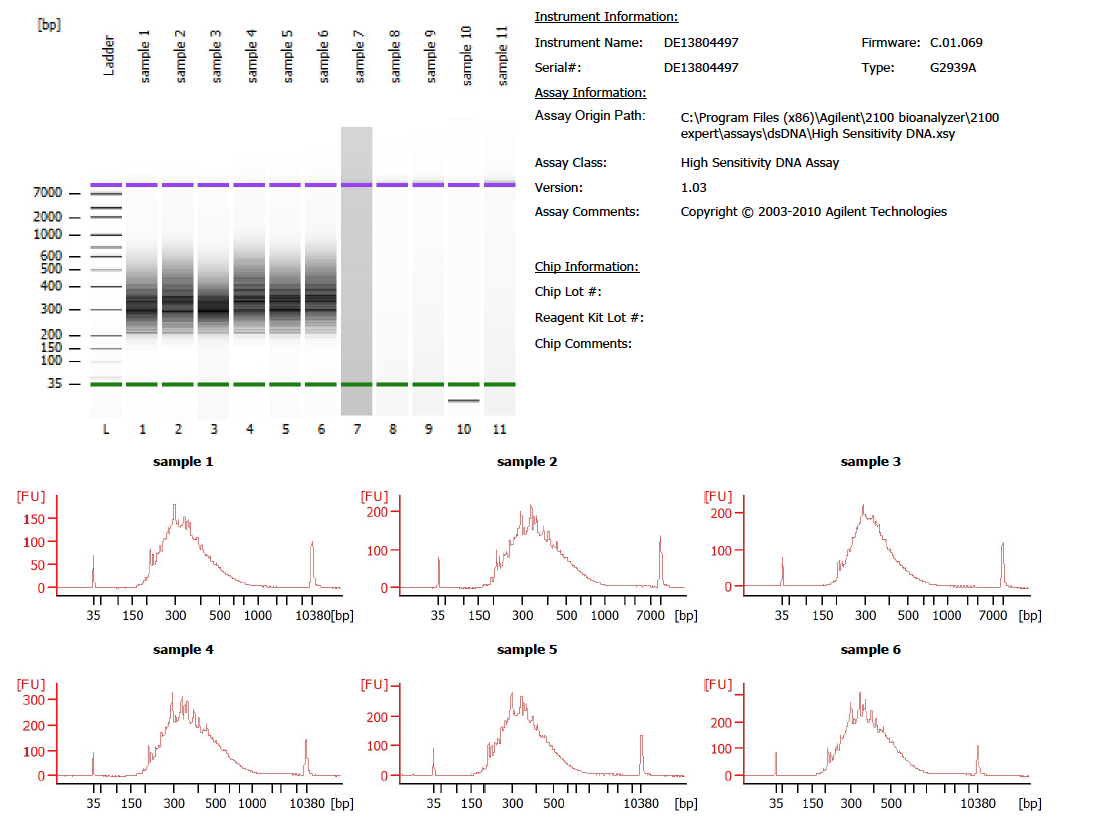 [bp]
Ladder
sample 1
sample 2
sample 3
sample 4
sample 5
sample 6
sample 7
sample 8
sample 9
sample 10
sample 11
7000
2000
1000
600
500
400
300
200
150
100
35
L 1 2 3 4 5 6 7 8 9 10 11
Instrument Information:
Instrument Name: DE13804497 Firmware: C.01.069
Serial#: DE13804497 Type: G2939A
Assay Information:
Assay Origin Path: C:\Program Files (x86)\Agilent\2100 bioanalyzer\2100
expert\assays\dsDNA\High Sensitivity DNA.xsy
Assay Class: High Sensitivity DNA Assay
Version: 1.03
Assay Comments: Copyright © 2003-2010 Agilent Technologies
Chip Information:
Chip Lot #:
Reagent Kit Lot #:
Chip Comments:
sample 1
[FU]
150
100
50
0
35 150 300 500 1000 10380 [bp]
sample 2
[FU]
200
100
0
35 150 300 500 1000 7000 [bp]
sample 3
[FU]
200
100
0
35 150 300 500 1000 7000 [bp]
sample 4
[FU]
300
200
100
0
35 150 300 500 1000 10380 [bp]
sample 5
[FU]
200
100
0
35 150 300 500 10380 [bp]
sample 6
[FU]
200
100
0
35 150 300 500 10380 [bp]